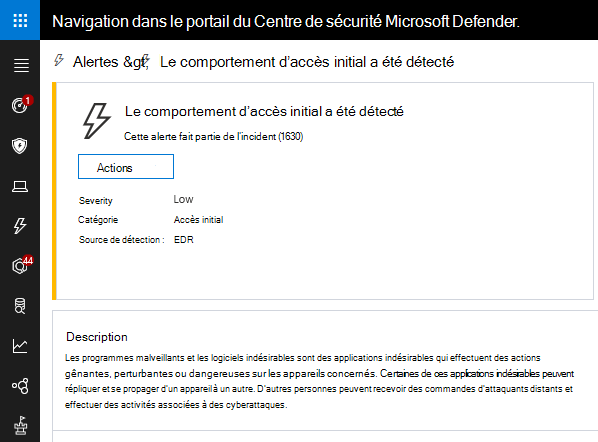 Navigation dans le portail du Centre de sécurité Microsoft Defender.
Alertes &gt; Le comportement d'accès initial a été détecté
1
Le comportement d'accès initial a été détecté
Cette alerte fait partie de l'incident (1630)
Actions
Severity Low
Catégorie Accès initial
Source de détection : EDR
44
Description
Les programmes malveillants et les logiciels indésirables sont des applications indésirables qui effectuent des actions
gênantes, perturbantes ou dangereuses sur les appareils concernés. Certaines de ces applications indésirables peuvent
répliquer et se propager d'un appareil à un autre. D'autres personnes peuvent recevoir des commandes d'attaquants distants et
effectuer des activités associées à des cyberattaques.